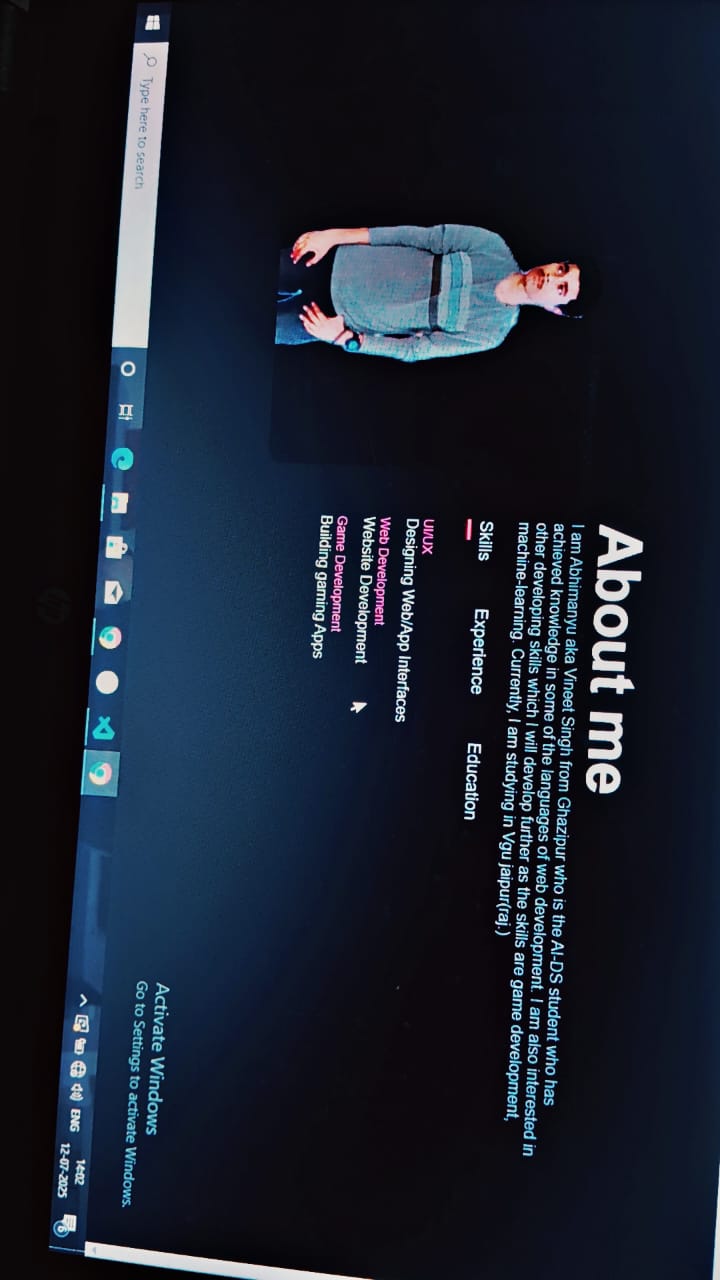 About me
I am Abhimanyu aka Vineet Singh from Ghazipur who is the AI-DS student who has
achieved knowledge in some of the languages of web development. I am also interested in
other developing skills which I will develop further as the skills are game development,
machine-learning. Currently, I am studying in Vgu jaipur(raj.)
Skills Experience Education
UI/UX
Designing Web/App Interfaces
Web Development
Website Development
Game Development
Building gaming Apps
Activate Windows
Go to Settings to activate Windows.
Type here to search
ENG
14:02
12-07-2025
6